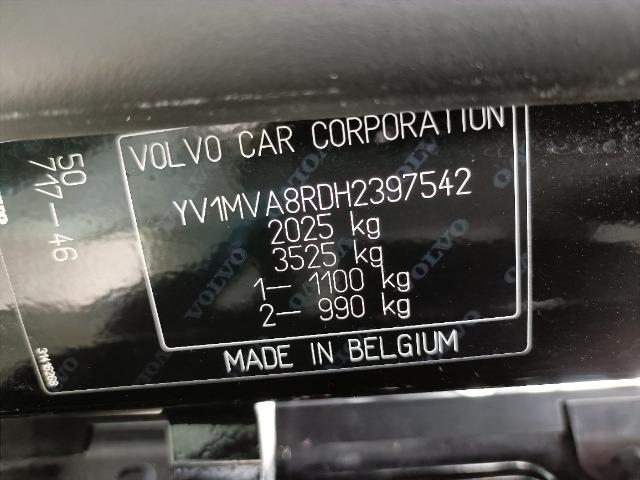 VOLVO CAR CORPORATION
YV1MVA8RDH2397542
2025 kg
3525 kg
1- 1100 kg
2- 990 kg
MADE IN BELGIUM
50
717-46
VOLVO